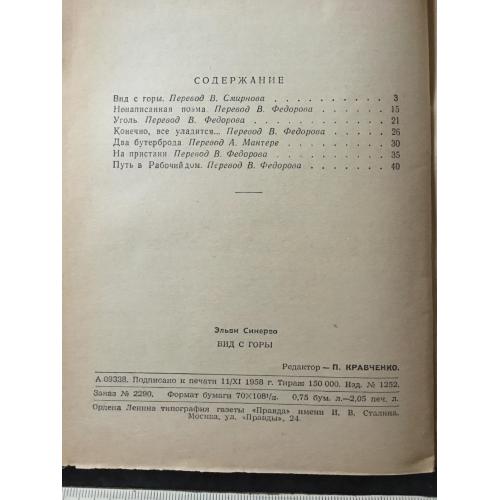 СОДЕРЖАНИЕ
Вид с горы. Перевод В. Смирнова . . . . . . . . . . 3
Ненаписанная поэма. Перевод В. Федорова . . . . . . 15
Уголь. Перевод В. Федорова . . . . . . . . . . . . 21
Конечно, все уладится... Перевод В. Федорова . . . . 26
Два бутерброда Перевод А. Мантере . . . . . . . . 30
На пристани Перевод В. Федорова . . . . . . . . . 35
Путь в Рабочий дом. Перевод В. Федорова . . . . . . 40
Эльви Синерво
ВИД С ГОРЫ
Редактор — П. КРАВЧЕНКО.
А 09338. Подписано к печати 11/XI 1958 г. Тираж 150 000. Изд. № 1252.
Заказ № 2290. Формат бумаги 70×108¹/₂. 0,75 бум. л.—2,05 печ. л.
Ордена Ленина типография газеты «Правда» имени И. В. Сталина.
Москва, ул. «Правды», 24.